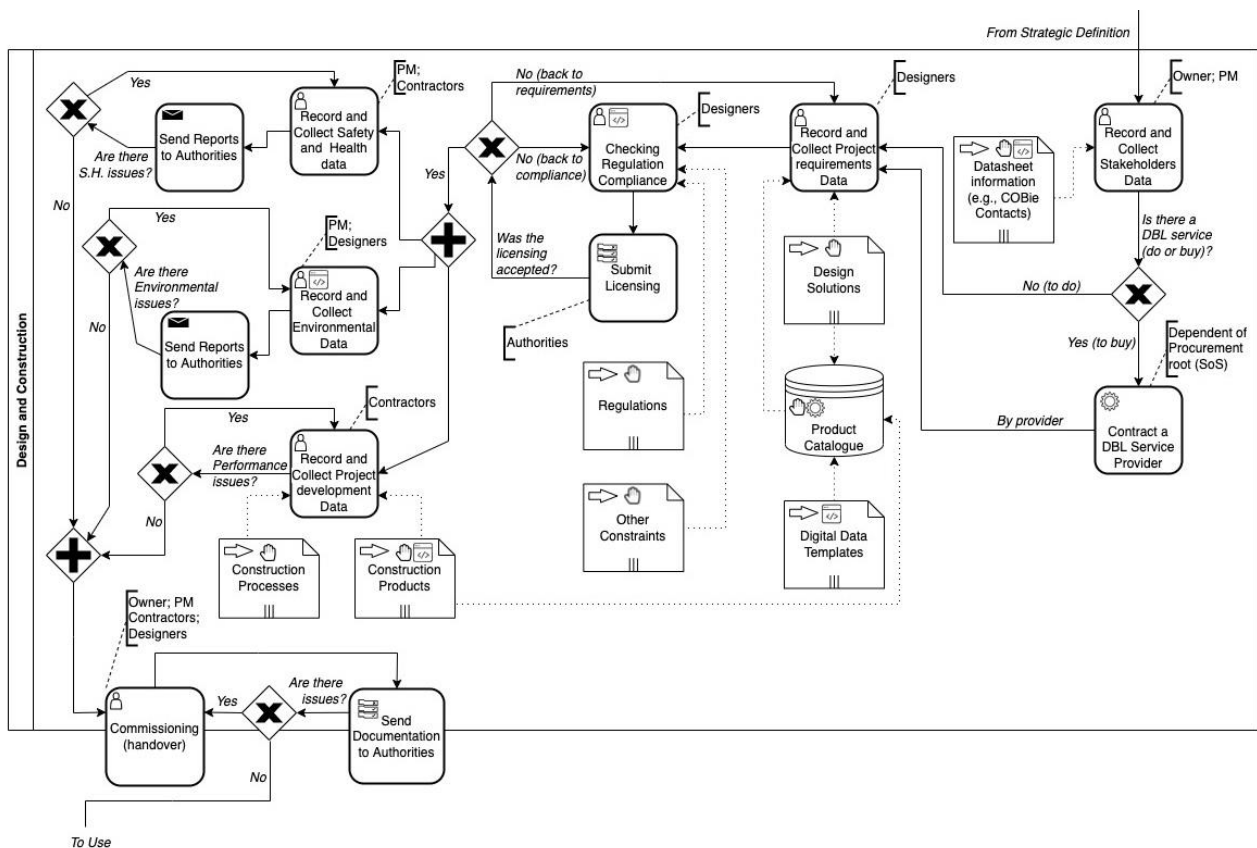 From Strategic Definition
Design and Construction
Yes
PM;
Contractors
Record and
Collect Safety
and Health
data
Send Reports
to Authorities
Are there
S.H. issues?
No
No (back to
requirements)
Designers
Checking
Regulation
Compliance
No (back to
compliance)
Yes
Was the
licensing
accepted?
Submit
Licensing
Authorities
Designers
Record and
Collect Project
requirements
Data
Owner; PM
Record and
Collect
Stakeholders
Data
Datasheet
information
(e.g., COBie
Contacts)
Is there a
DBL service
(do or buy)?
No (to do)
Yes (to buy)
Dependent of
Procurement
root (SoS)
Contract a
DBL Service
Provider
By provider
Design
Solutions
Product
Catalogue
Digital Data
Templates
Regulations
Other
Constraints
Yes
PM;
Designers
Record and
Collect
Environmental
Data
Are there
Environmental
issues?
Send Reports
to Authorities
No
Yes
Contractors
Record and
Collect Project
development
Data
Are there
Performance
issues?
No
Construction
Processes
Construction
Products
Owner; PM
Contractors;
Designers
Commissioning
(handover)
Yes
Are there
issues?
Send
Documentation
to Authorities
No
To Use